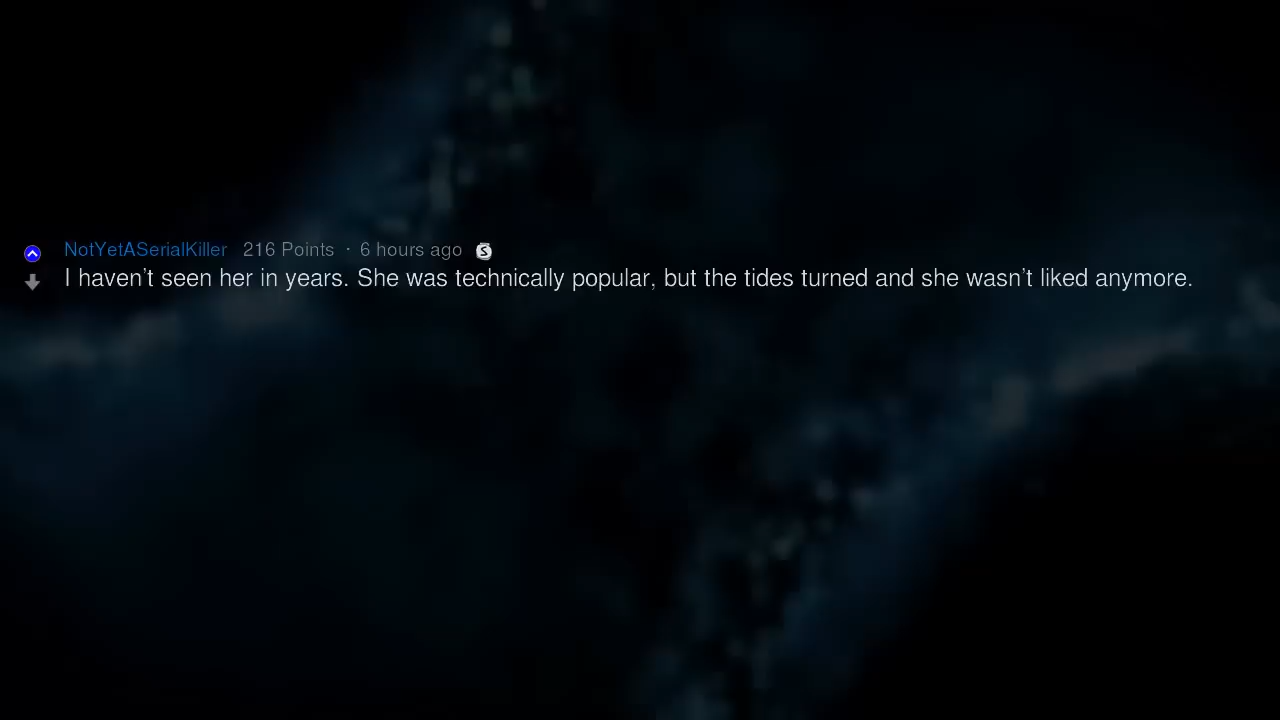 NotYetASerialKiller 216 Points · 6 hours ago S
I haven't seen her in years. She was technically popular, but the tides turned and she wasn't liked anymore.